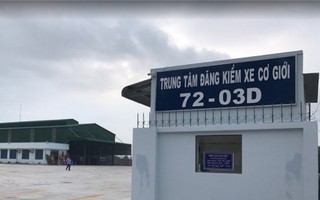 TRUNG TÂM ĐĂNG KIỂM XE CƠ GIỚI
72 - 03D